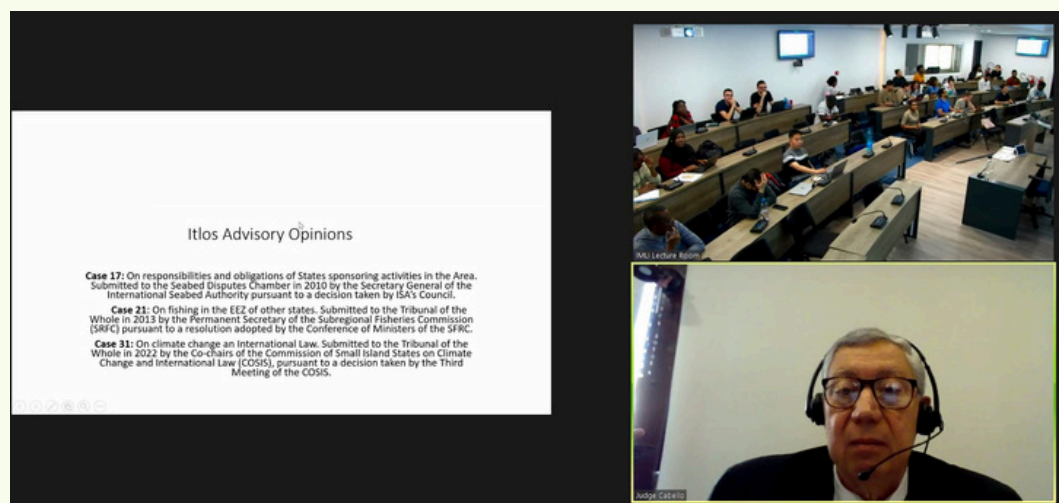 Itlos Advisory Opinions
Case 17: On responsibilities and obligations of States sponsoring activities in the Area.
Submitted to the Seabed Disputes Chamber in 2010 by the Secretary General of the
International Seabed Authority pursuant to a decision taken by ISA's Council.
Case 21: On fishing in the EEZ of other states. Submitted to the Tribunal of the
Whole in 2013 by the Permanent Secretary of the Subregional Fisheries Commission
(SRFC) pursuant to a resolution adopted by the Conference of Ministers of the SFRC.
Case 31: On climate change an International Law. Submitted to the Tribunal of the
Whole in 2022 by the Co-chairs of the Commission of Small Island States on Climate
Change and International Law (COSIS), pursuant to a decision taken by the Third
Meeting of the COSIS.
IMLI Lecture Room
Judge Cabello